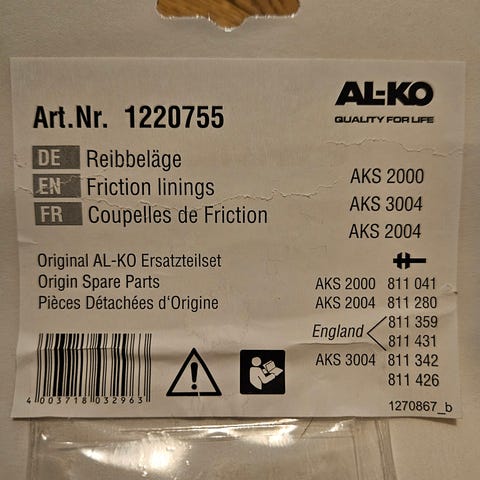 AL-KO
QUALITY FOR LIFE
Art.Nr. 1220755
DE Reibbeläge
EN Friction linings
FR Coupelles de Friction
AKS 2000
AKS 3004
AKS 2004
Original AL-KO Ersatzteilset
Origin Spare Parts
Pièces Détachées d'Origine
AKS 2000 811 041
AKS 2004 811 280
England 811 359
811 431
AKS 3004 811 342
811 426
4 003718 032963
1270867_b